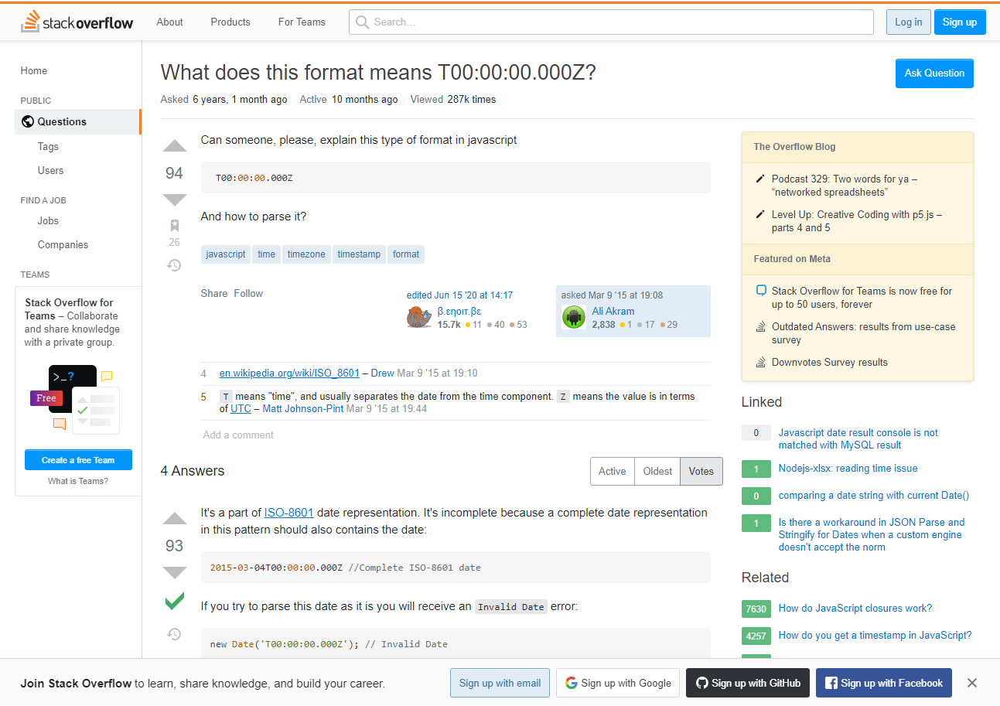 stackoverflow About Products For Teams Search... Log in Sign up
Home
PUBLIC
Questions
Tags
Users
FIND A JOB
Jobs
Companies
TEAMS
Stack Overflow for
Teams – Collaborate
and share knowledge
with a private group.
>_?
Free
Create a free Team
What is Teams?
What does this format means T00:00:00.000Z?
Ask Question
Asked 6 years, 1 month ago Active 10 months ago Viewed 287k times
94
26
Can someone, please, explain this type of format in javascript
T00:00:00.000Z
And how to parse it?
javascript time timezone timestamp format
Share Follow
edited Jun 15 '20 at 14:17
β.εηοιτ.βε
15.7k 11 40 53
asked Mar 9 '15 at 19:08
Ali Akram
2,838 1 17 29
4 en.wikipedia.org/wiki/ISO_8601 – Drew Mar 9 '15 at 19:10
5 T means "time", and usually separates the date from the time component. Z means the value is in terms
of UTC – Matt Johnson-Pint Mar 9 '15 at 19:44
Add a comment
4 Answers
Active Oldest Votes
93
It's a part of ISO-8601 date representation. It's incomplete because a complete date representation
in this pattern should also contains the date:
2015-03-04T00:00:00.000Z //Complete ISO-8601 date
If you try to parse this date as it is you will receive an Invalid Date error:
new Date('T00:00:00.000Z'); // Invalid Date
The Overflow Blog
Podcast 329: Two words for ya –
“networked spreadsheets”
Level Up: Creative Coding with p5.js –
parts 4 and 5
Featured on Meta
Stack Overflow for Teams is now free for
up to 50 users, forever
Outdated Answers: results from use-case
survey
Downvotes Survey results
Linked
0 Javascript date result console is not
matched with MySQL result
1 Nodejs-xlsx: reading time issue
0 comparing a date string with current Date()
1 Is there a workaround in JSON Parse and
Stringify for Dates when a custom engine
doesn't accept the norm
Related
7630 How do JavaScript closures work?
4257 How do you get a timestamp in JavaScript?
Join Stack Overflow to learn, share knowledge, and build your career.
Sign up with email
Sign up with Google
Sign up with GitHub
Sign up with Facebook